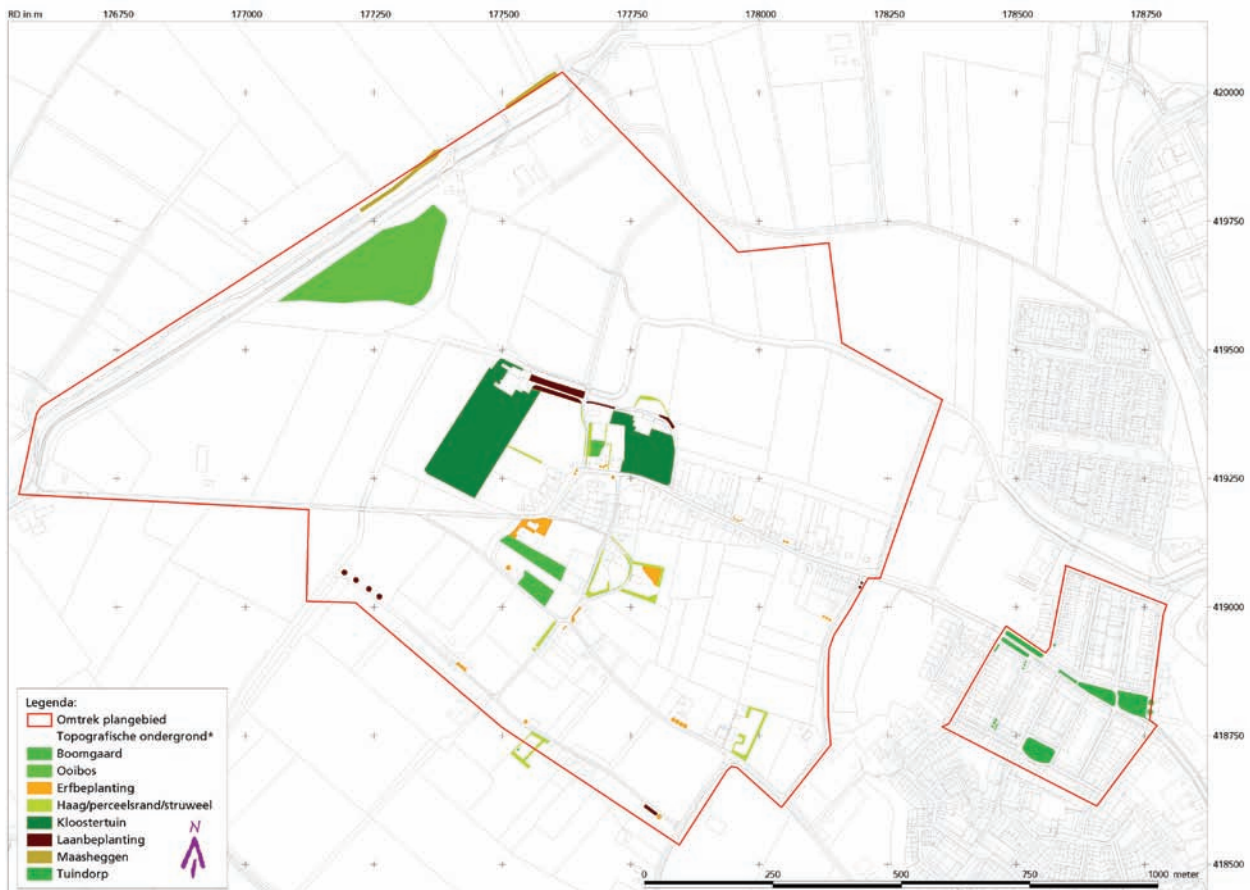 RD in m 176750 177000 177250 177500 177750 178000 178250 178500 178750
420000
419750
419500
419250
419000
418750
418500
Legenda:
Omtrek plangebied
Topografische ondergrond*
Boomgaard
Ooibos
Erfbeplanting
Haag/perceelsrand/struweel
Kloostertuin
Laanbeplanting
Maasheggen
Tuindorp
N
0 250 500 750 1000 meter